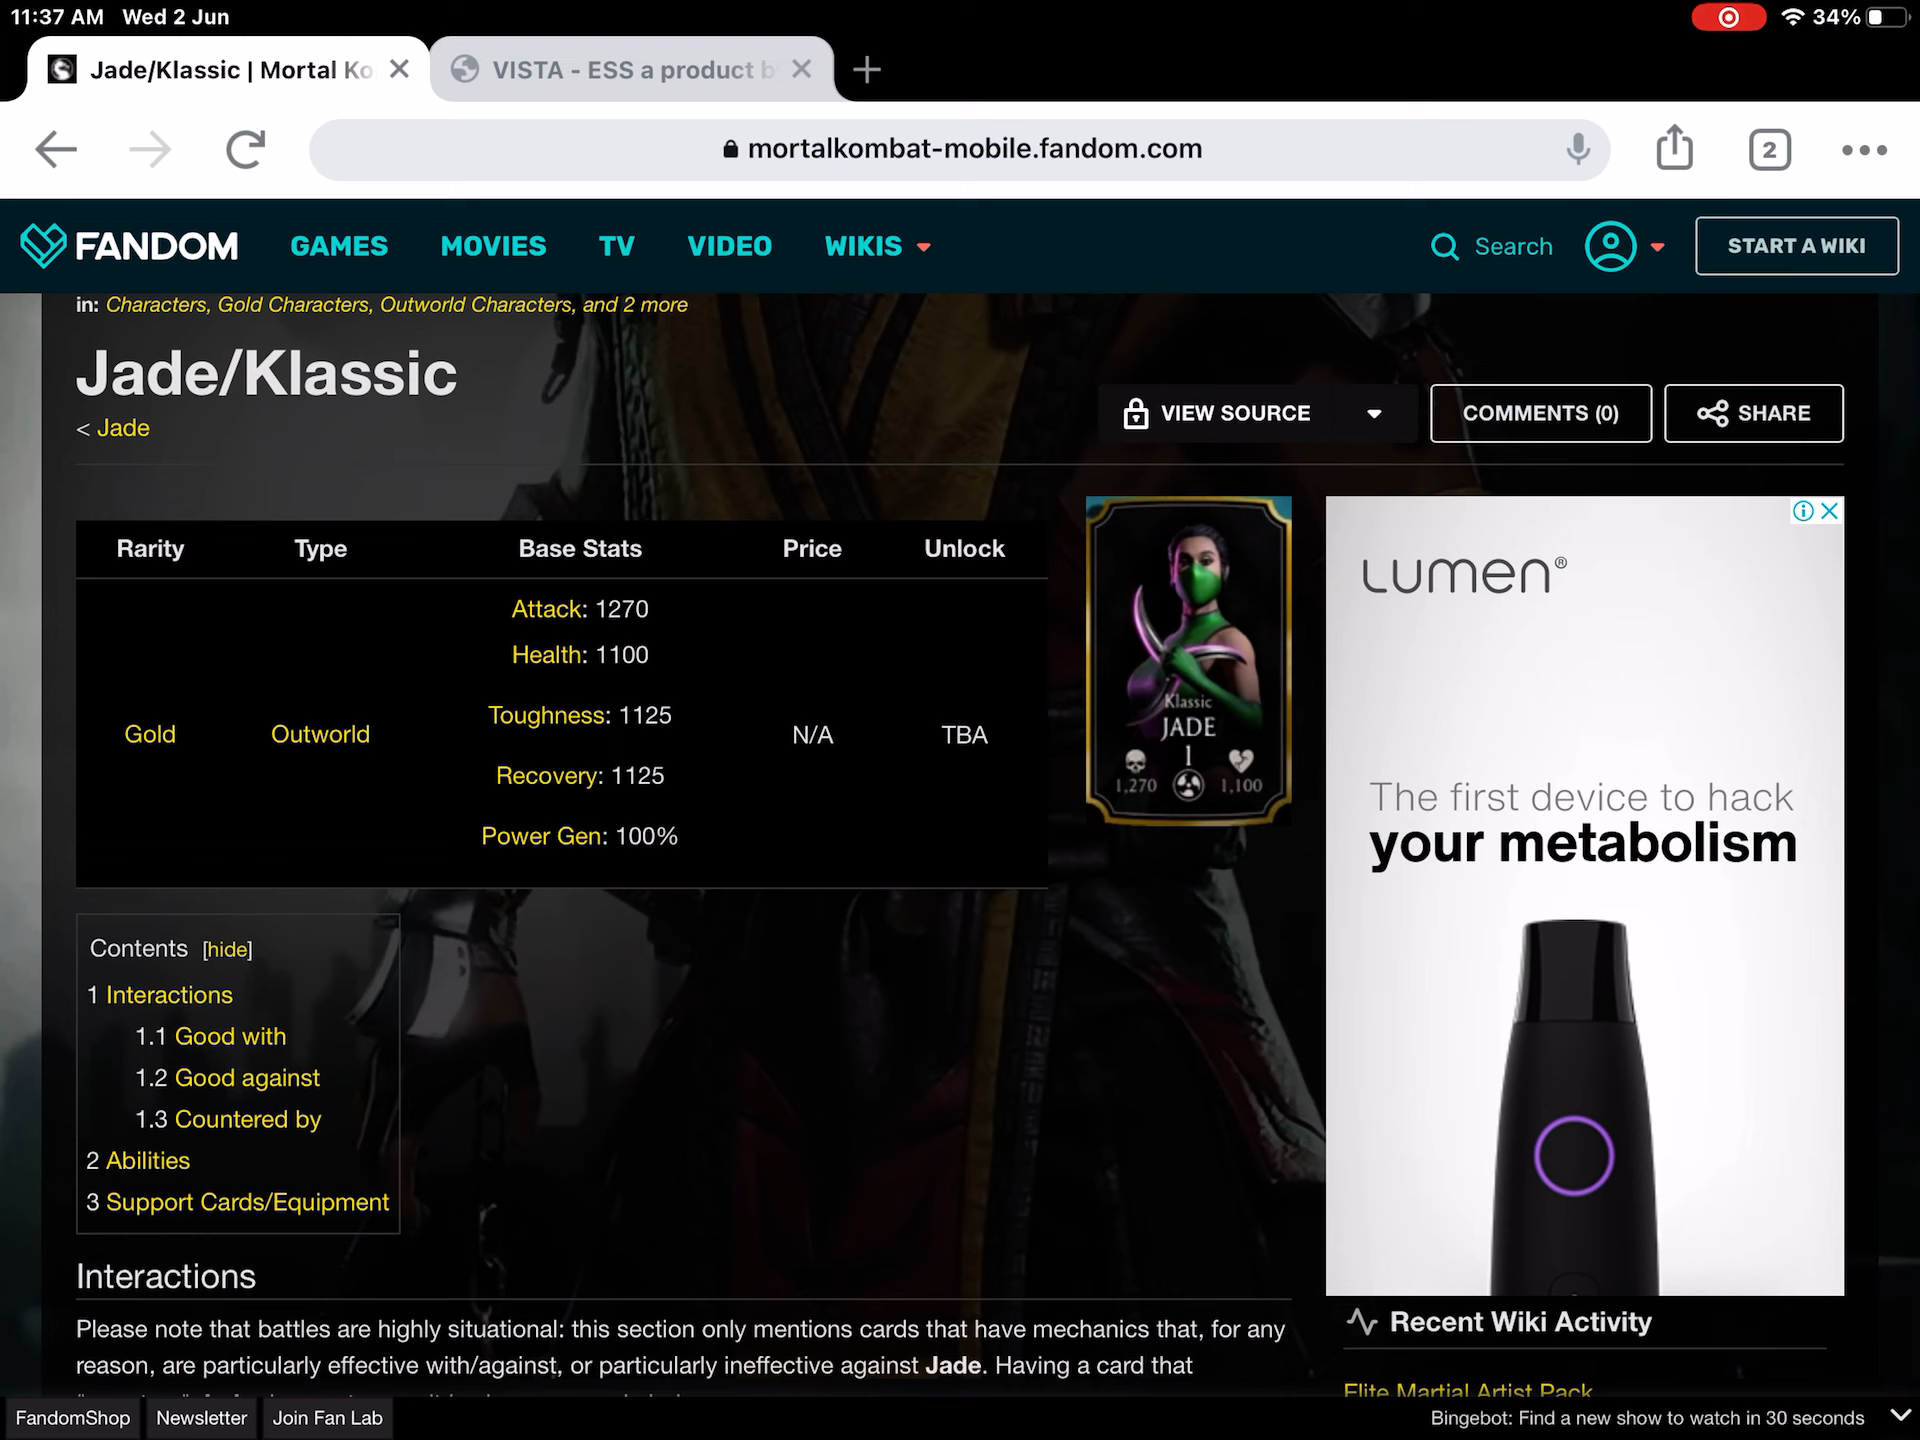 11:37 AM Wed 2 Jun
34%
Jade/Klassic | Mortal Ko
VISTA - ESS a product b
mortalkombat-mobile.fandom.com
2
FANDOM
GAMES
MOVIES
TV
VIDEO
WIKIS
Search
START A WIKI
in: Characters, Gold Characters, Outworld Characters, and 2 more
Jade/Klassic
< Jade
VIEW SOURCE
COMMENTS (0)
SHARE
Rarity Type Base Stats Price Unlock
Attack: 1270
Health: 1100
Toughness: 1125
Gold Outworld N/A TBA
Recovery: 1125
Power Gen: 100%
Klassic
JADE
1
1,270 1,100
LUMEN®
The first device to hack
your metabolism
Contents [hide]
1 Interactions
1.1 Good with
1.2 Good against
1.3 Countered by
2 Abilities
3 Support Cards/Equipment
Interactions
Please note that battles are highly situational: this section only mentions cards that have mechanics that, for any
reason, are particularly effective with/against, or particularly ineffective against Jade. Having a card that
Recent Wiki Activity
Elite Martial Artist Pack
FandomShop
Newsletter
Join Fan Lab
Bingebot: Find a new show to watch in 30 seconds